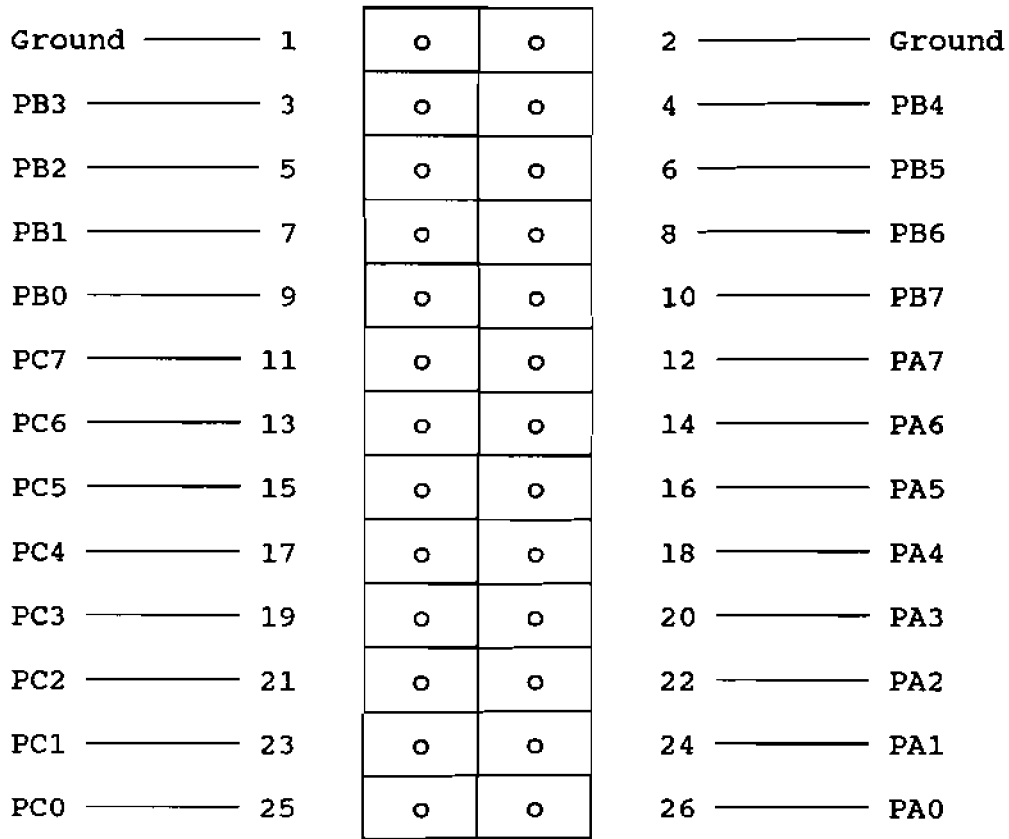 Ground 1 o o 2 Ground
PB3 3 o o 4 PB4
PB2 5 o o 6 PB5
PB1 7 o o 8 PB6
PB0 9 o o 10 PB7
PC7 11 o o 12 PA7
PC6 13 o o 14 PA6
PC5 15 o o 16 PA5
PC4 17 o o 18 PA4
PC3 19 o o 20 PA3
PC2 21 o o 22 PA2
PC1 23 o o 24 PA1
PC0 25 o o 26 PA0